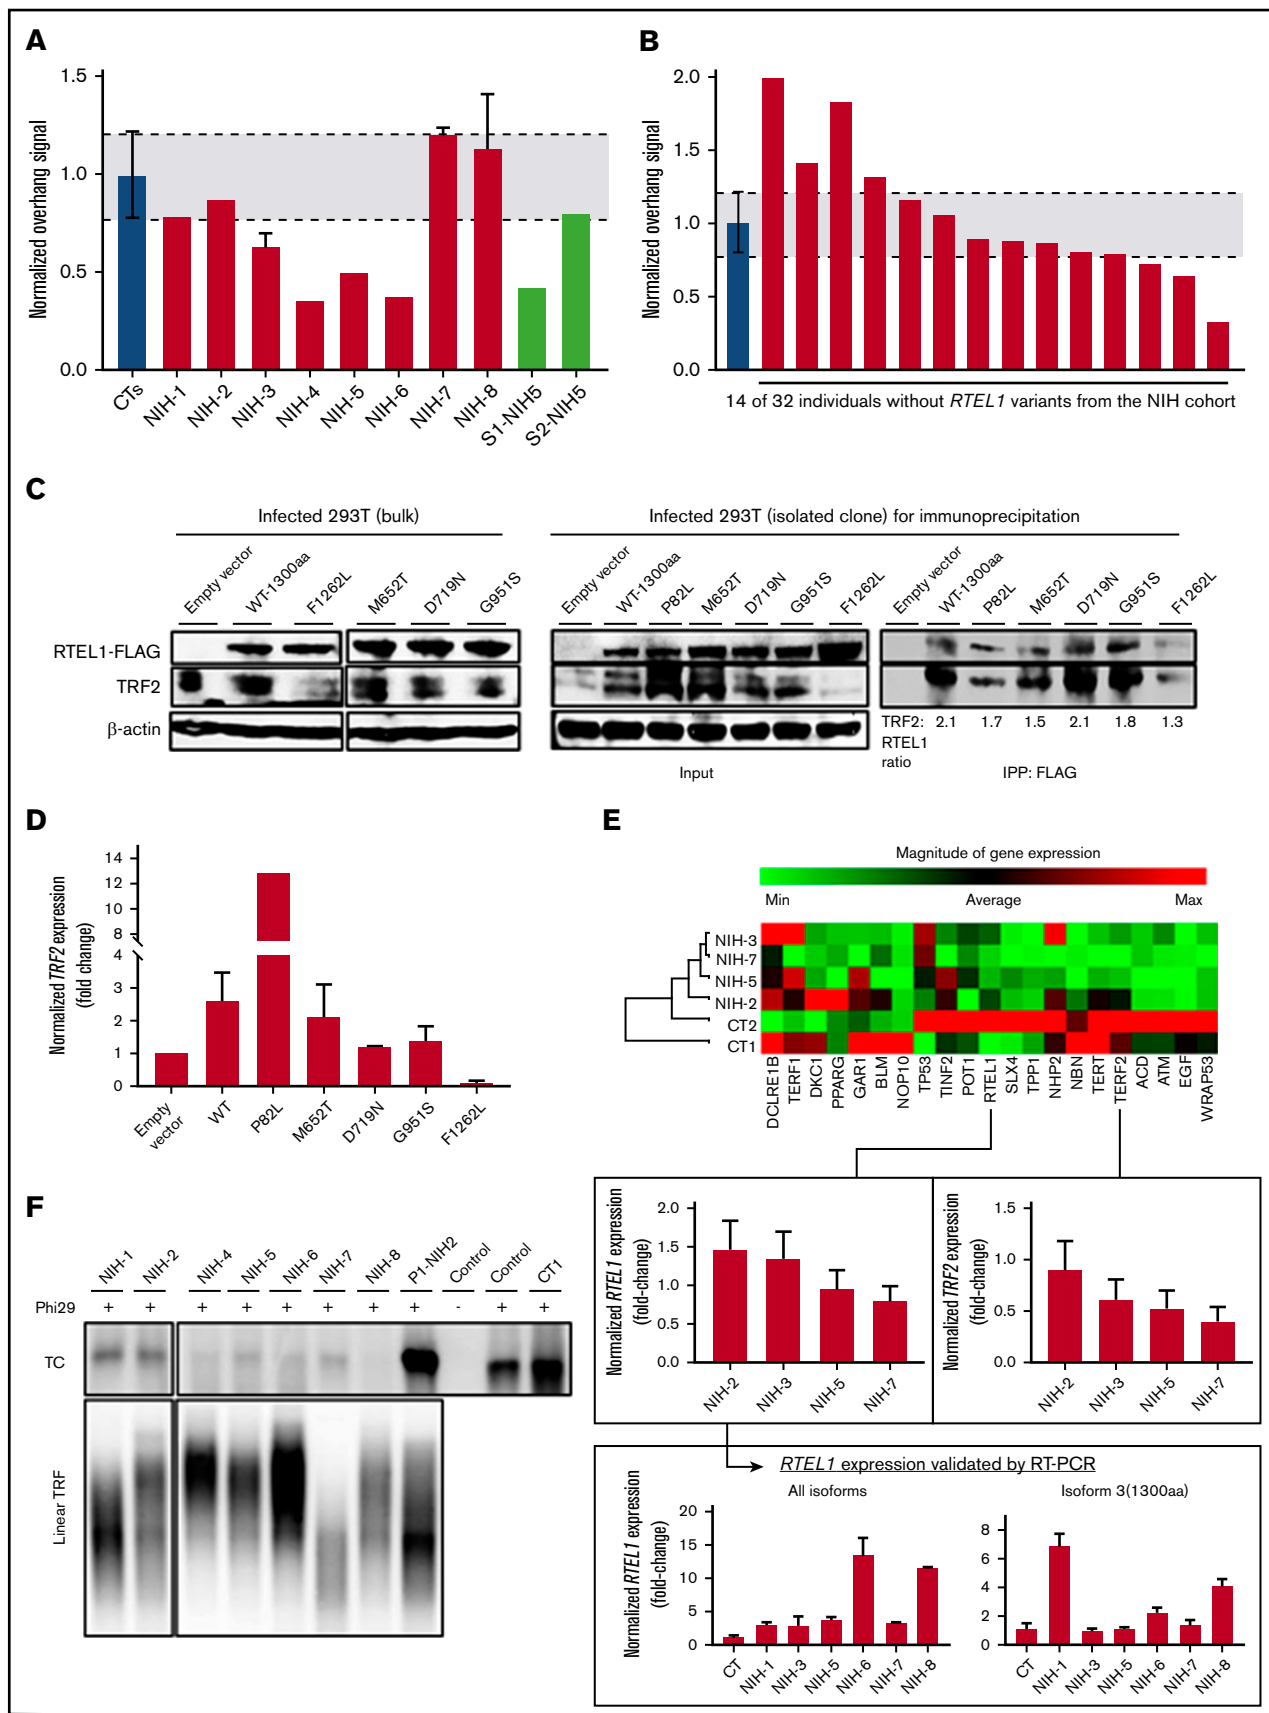 A
Normalized overhang signal
1.5
1.0
0.5
0.0
CTs
NIH-1
NIH-2
NIH-3
NIH-4
NIH-5
NIH-6
NIH-7
NIH-8
S1-NIH5
S2-NIH5
B
Normalized overhang signal
2.0
1.5
1.0
0.5
0.0
14 of 32 individuals without RTEL1 variants from the NIH cohort
C
Infected 293T (bulk)
Infected 293T (isolated clone) for immunoprecipitation
Empty vector
WT-1300aa
F1262L
M652T
D719N
G951S
Empty vector
WT-1300aa
P82L
M652T
D719N
G951S
F1262L
Empty vector
WT-1300aa
P82L
M652T
D719N
G951S
F1262L
RTEL1-FLAG
TRF2
β-actin
TRF2: 2.1 1.7 1.5 2.1 1.8 1.3
RTEL1
ratio
Input
IPP: FLAG
D
Normalized TRF2 expression
(fold change)
14
12
10
8
4
3
2
1
0
Empty
vector
WT
P82L
M652T
D719N
G951S
F1262L
E
Magnitude of gene expression
Min
Average
Max
NIH-3
NIH-7
NIH-5
NIH-2
CT2
CT1
DCLRE1B
TERF1
DKC1
PPARG
GAR1
BLM
NOP10
TP53
TINF2
POT1
RTEL1
SLX4
TPP1
NHP2
NBN
TERT
TERF2
ACD
ATM
EGF
WRAP53
Normalized RTEL1 expression
(fold-change)
2.0
1.5
1.0
0.5
0.0
NIH-2
NIH-3
NIH-5
NIH-7
Normalized TRF2 expression
(fold-change)
1.5
1.0
0.5
0.0
NIH-2
NIH-3
NIH-5
NIH-7
RTEL1 expression validated by RT-PCR
All isoforms
Normalized RTEL1 expression
(fold-change)
20
15
10
5
0
CT
NIH-1
NIH-3
NIH-5
NIH-6
NIH-7
NIH-8
Isoform 3(1300aa)
8
6
4
2
0
CT
NIH-1
NIH-3
NIH-5
NIH-6
NIH-7
NIH-8
F
NIH-1
NIH-2
NIH-4
NIH-5
NIH-6
NIH-7
NIH-8
P1-NIH2
Control
Control
CT1
Phi29 + + + + + + + + - + +
TC
Linear TRF